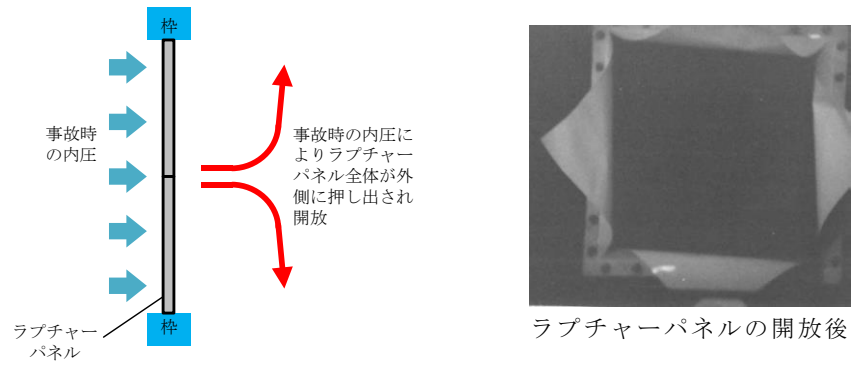 枠
事故時
の内圧
事故時の内圧に
よりラプチャー
パネル全体が外
側に押し出され
開放
ラプチャー
パネル
枠
ラプチャーパネルの開放後